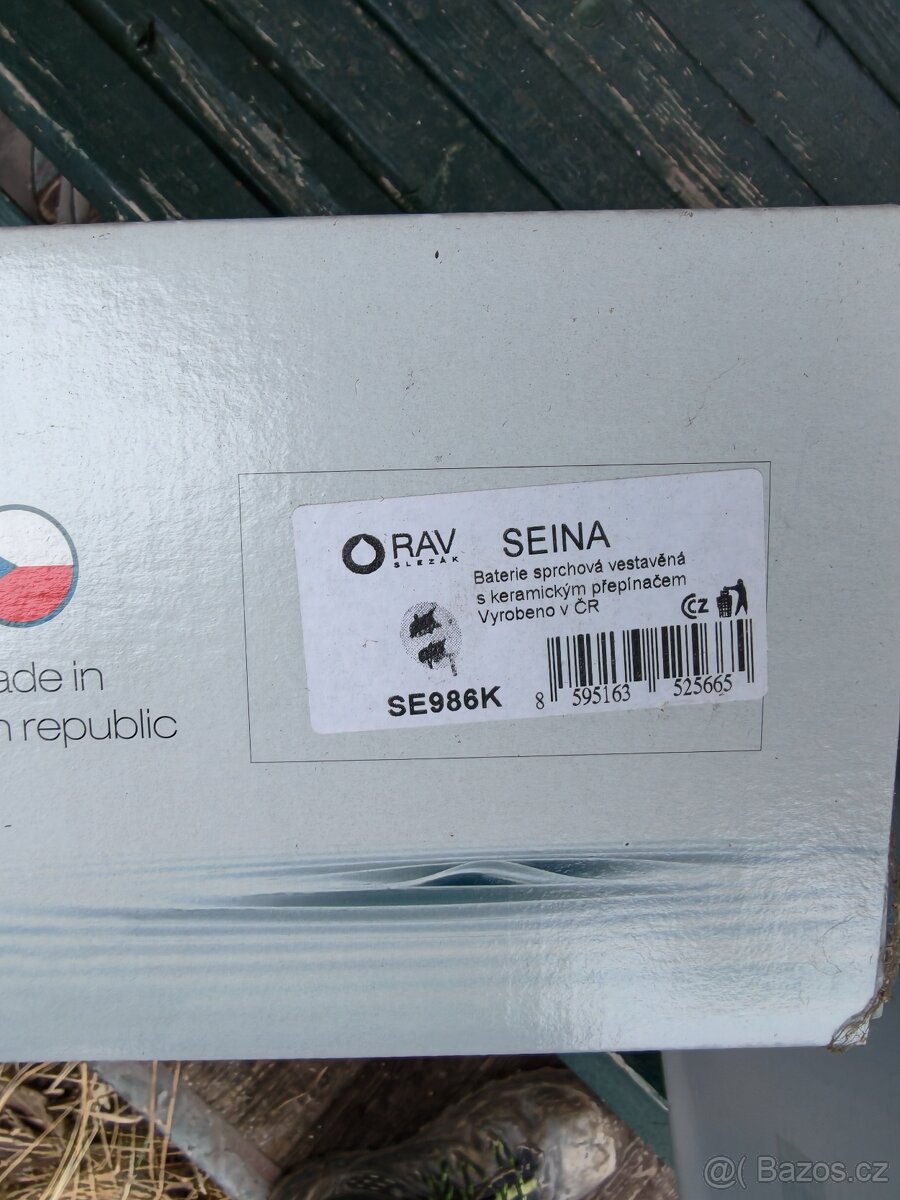 RAV
SLEZÁK
SEINA
Baterie sprchová vestavěná
s keramickým přepínačem
Vyrobeno v ČR
CZ
SE986K
8 595163 525665
ade in
n republic
@( Bazos.cz